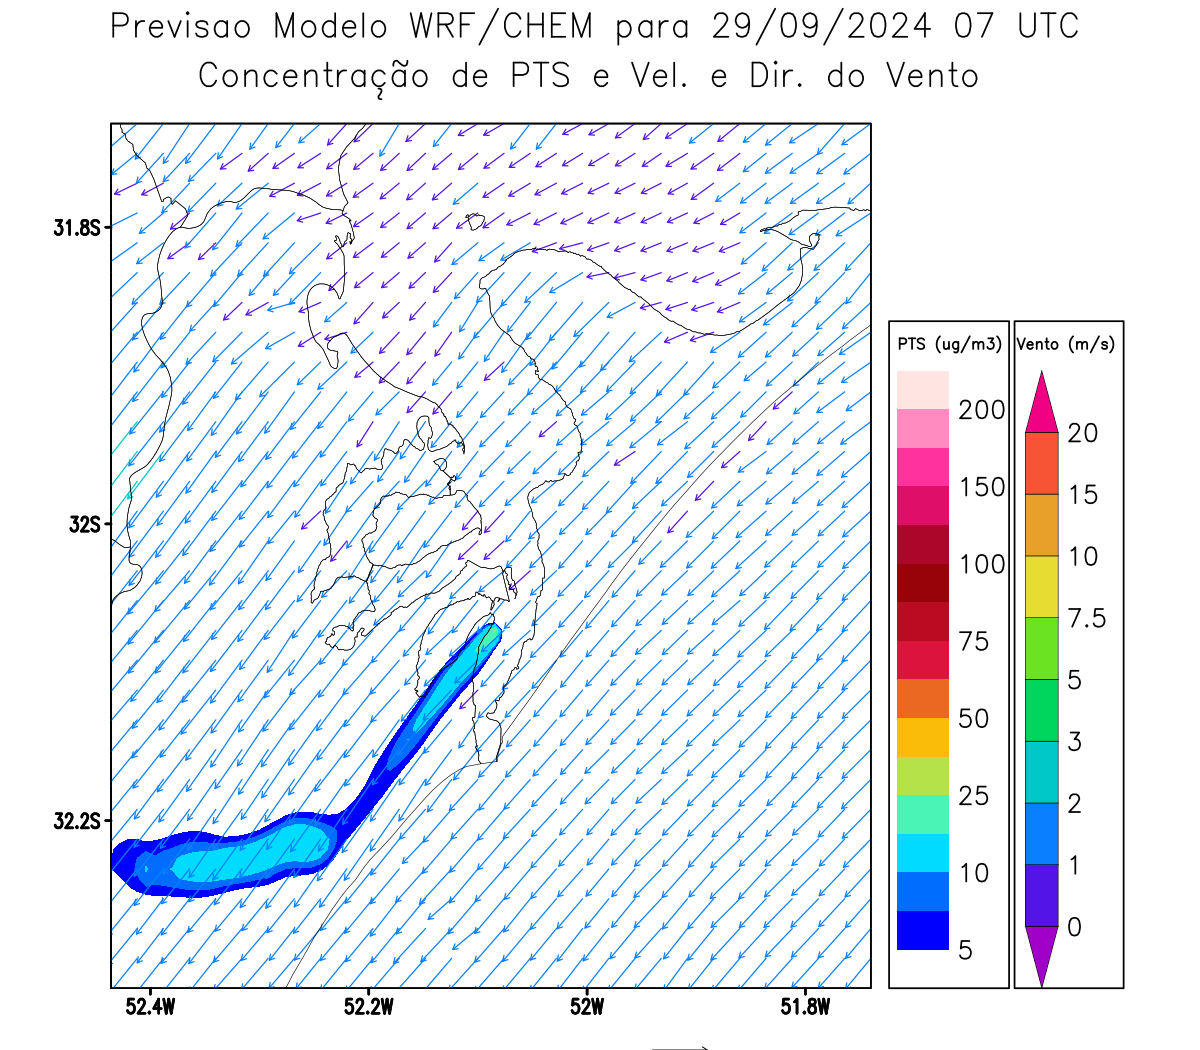 Previsao Modelo WRF/CHEM para 29/09/2024 07 UTC
Concentração de PTS e Vel. e Dir. do Vento
31.8S
32S
32.2S
52.4W 52.2W 52W 51.8W
PTS (ug/m3)
200
150
100
75
50
25
10
5
Vento (m/s)
20
15
10
7.5
5
3
2
1
0